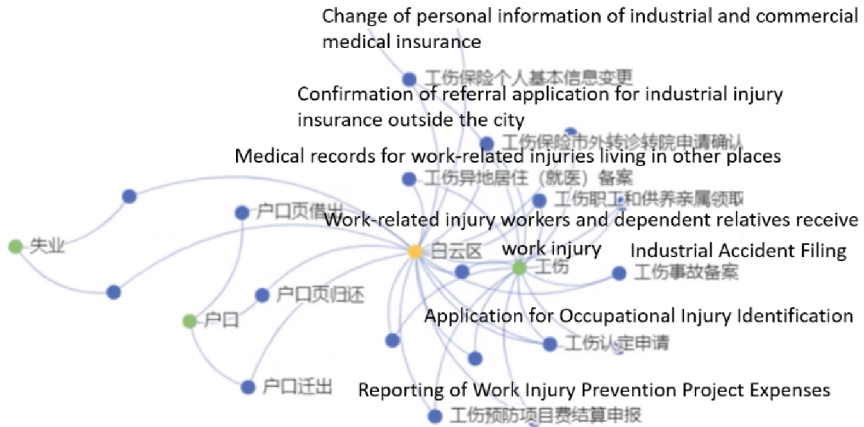 Change of personal information of industrial and commercial
medical insurance
工伤保险个人基本信息变更
Confirmation of referral application for industrial injury
insurance outside the city
工伤保险市外转诊转院申请确认
Medical records for work-related injuries living in other places
工伤异地居住（就医）备案
工伤职工和供养亲属领取
户口页借出
Work-related injury workers and dependent relatives receive
work injury
Industrial Accident Filing
失业
白云区
工伤
工伤事故备案
户口页归还
户口
Application for Occupational Injury Identification
工伤认定申请
户口迁出
Reporting of Work Injury Prevention Project Expenses
工伤预防项目费结算申报